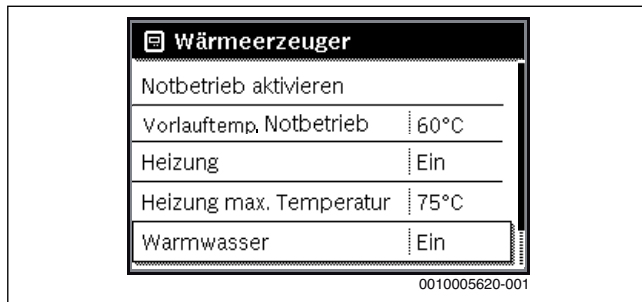 Wärmeerzeuger
Notbetrieb aktivieren
Vorlauftemp. Notbetrieb 60°C
Heizung Ein
Heizung max. Temperatur 75°C
Warmwasser Ein
0010005620-001